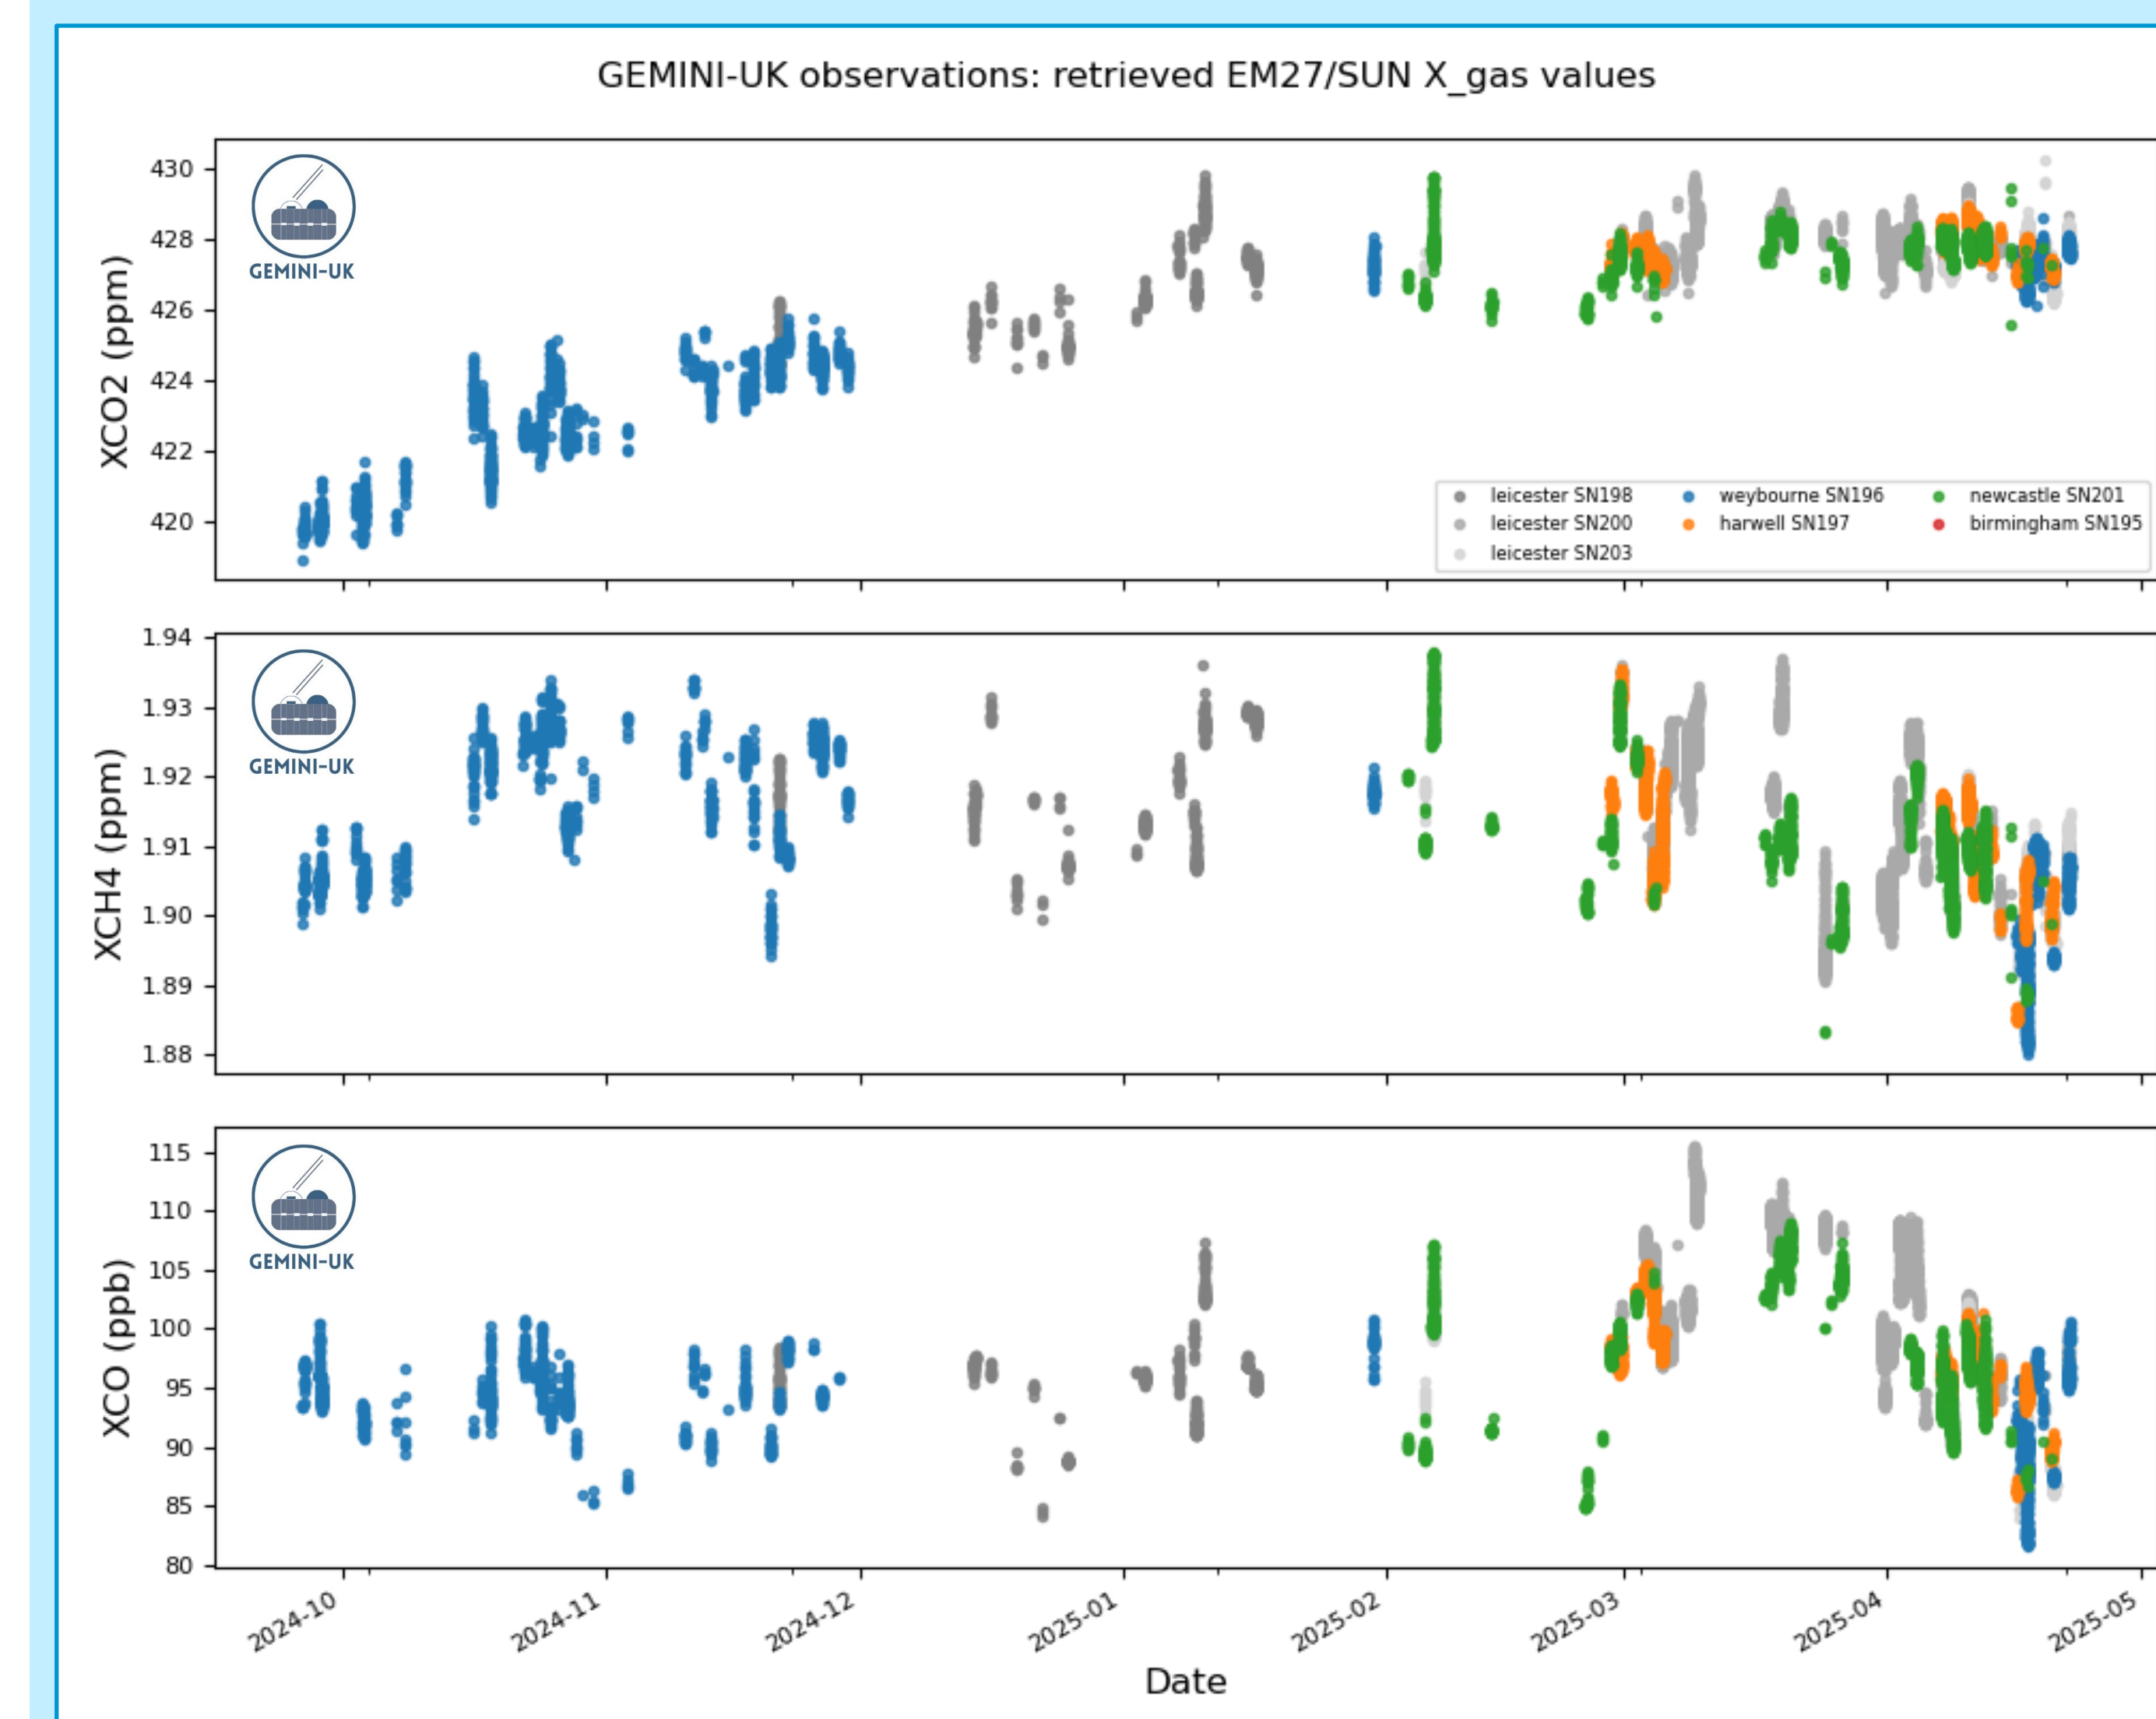 GEMINI-UK observations: retrieved EM27/SUN X_gas values
XCO2 (ppm)
430
428
426
424
422
420
GEMINI-UK
leicester SN198
leicester SN200
leicester SN203
weybourne SN196
harwell SN197
newcastle SN201
birmingham SN195
XCH4 (ppm)
1.94
1.93
1.92
1.91
1.90
1.89
1.88
GEMINI-UK
XCO (ppb)
115
110
105
100
95
90
85
80
GEMINI-UK
2024-10
2024-11
2024-12
2025-01
2025-02
2025-03
2025-04
2025-05
Date